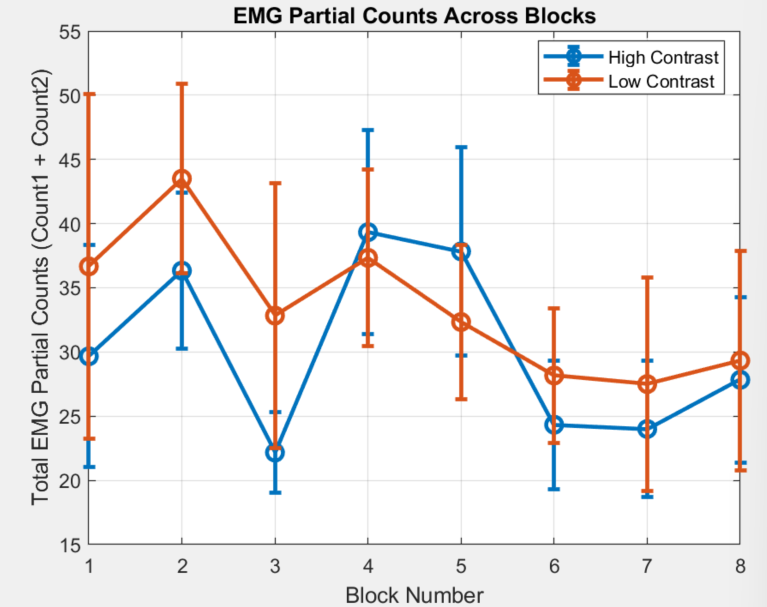 EMG Partial Counts Across Blocks
High Contrast
Low Contrast
Total EMG Partial Counts (Count1 + Count2)
55
50
45
40
35
30
25
20
15
1 2 3 4 5 6 7 8
Block Number